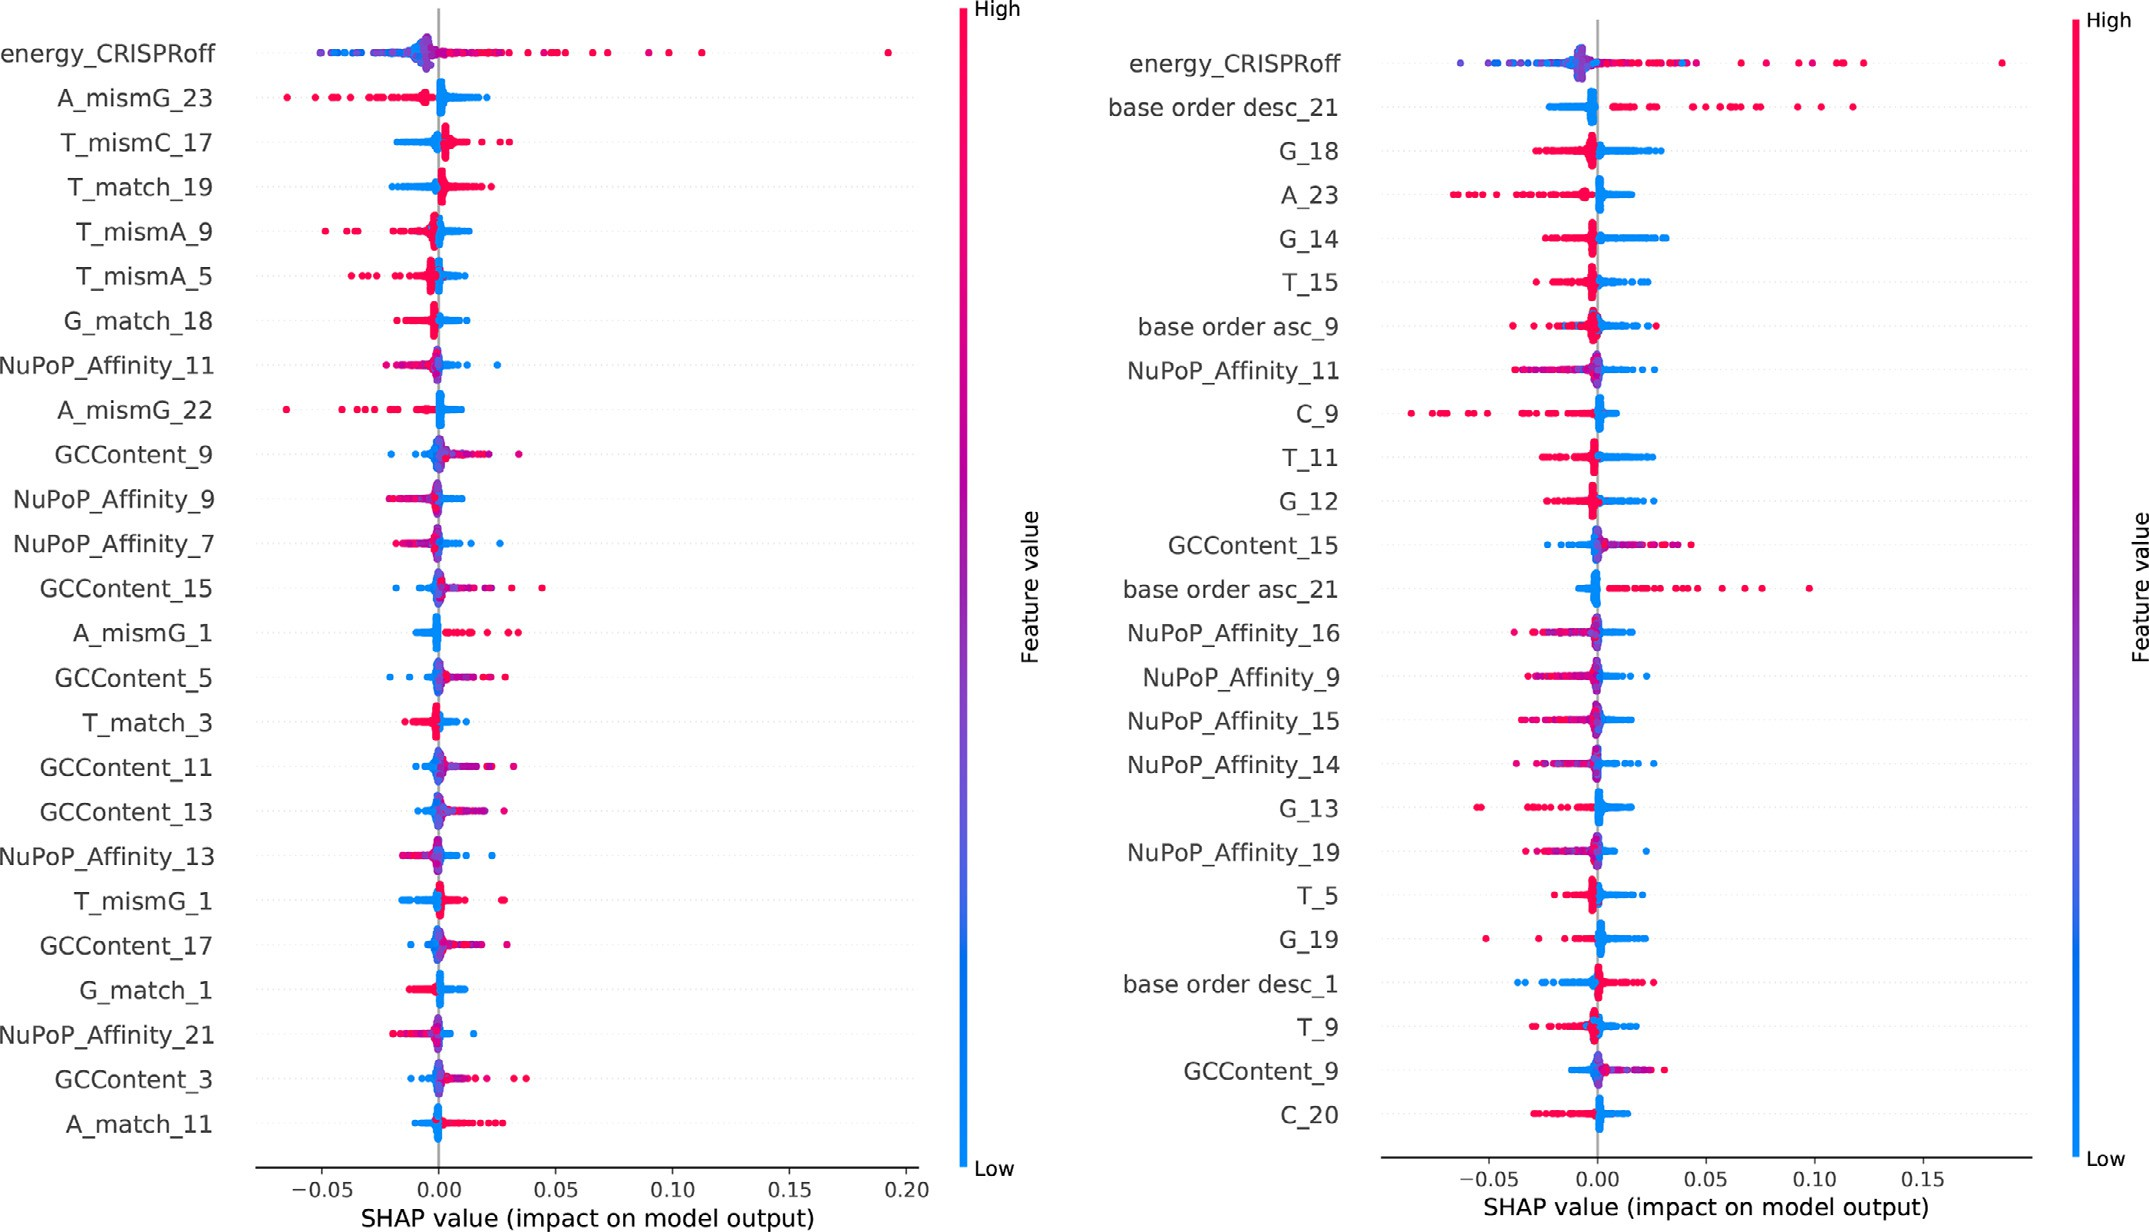 energy_CRISPRoff
A_mismG_23
T_mismC_17
T_match_19
T_mismA_9
T_mismA_5
G_match_18
NuPoP_Affinity_11
A_mismG_22
GCContent_9
NuPoP_Affinity_9
NuPoP_Affinity_7
GCContent_15
A_mismG_1
GCContent_5
T_match_3
GCContent_11
GCContent_13
NuPoP_Affinity_13
T_mismG_1
GCContent_17
G_match_1
NuPoP_Affinity_21
GCContent_3
A_match_11
−0.05 0.00 0.05 0.10 0.15 0.20
SHAP value (impact on model output)
High
Feature value
Low
energy_CRISPRoff
base order desc_21
G_18
A_23
G_14
T_15
base order asc_9
NuPoP_Affinity_11
C_9
T_11
G_12
GCContent_15
base order asc_21
NuPoP_Affinity_16
NuPoP_Affinity_9
NuPoP_Affinity_15
NuPoP_Affinity_14
G_13
NuPoP_Affinity_19
T_5
G_19
base order desc_1
T_9
GCContent_9
C_20
−0.05 0.00 0.05 0.10 0.15
SHAP value (impact on model output)
High
Feature value
Low